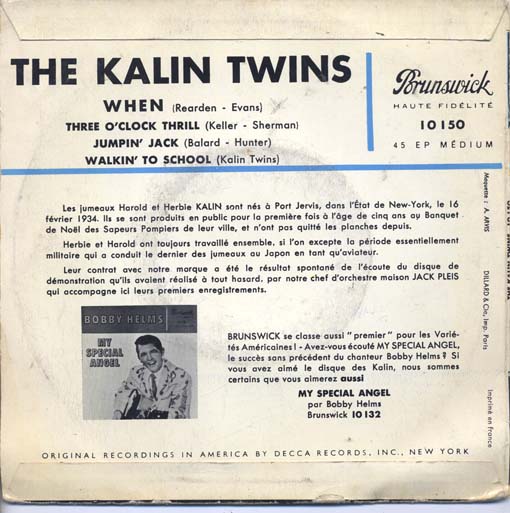 THE KALIN TWINS
WHEN (Rearden - Evans)
THREE O'CLOCK THRILL (Keller - Sherman)
JUMPIN' JACK (Balard - Hunter)
WALKIN' TO SCHOOL (Kalin Twins)
Brunswick
HAUTE FIDÉLITÉ
10 150
45 EP MÉDIUM
Les jumeaux Harold et Herbie KALIN sont nés à Port Jervis, dans l'État de New-York, le 16
février 1934. Ils se sont produits en public pour la première fois à l'âge de cinq ans au Banquet
de Noël des Sapeurs Pompiers de leur ville, et n'ont pas quitté les planches depuis.
Herbie et Harold ont toujours travaillé ensemble, si l'on excepte la période essentiellement
militaire qui a conduit le dernier des jumeaux au Japon en tant qu'aviateur.
Leur contrat avec notre marque a été le résultat spontané de l'écoute du disque de
démonstration qu'ils avaient réalisé à tout hasard, par notre chef d'orchestre maison JACK PLEIS
qui accompagne ici leurs premiers enregistrements.
BOBBY HELMS
MY
SPECIAL
ANGEL
BRUNSWICK se classe aussi "premier" pour les Varié-
tés Américaines ! - Avez-vous écouté MY SPECIAL ANGEL,
le succès sans précédent du chanteur Bobby Helms ? Si
vous avez aimé le disque des Kalin, nous sommes
certains que vous aimerez aussi
MY SPECIAL ANGEL
par Bobby Helms
Brunswick 10 132
ORIGINAL RECORDINGS IN AMERICA BY DECCA RECORDS, INC., NEW YORK
Maquette : A. ARVIS
DILLARD & Cie, Imp. Paris
Imprimé en France